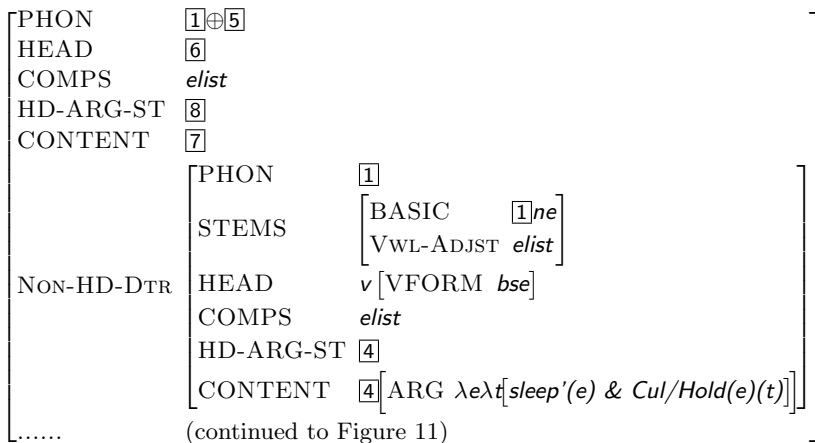 PHON 1⊕5
HEAD 6
COMPS elist
HD-ARG-ST 8
CONTENT 7
PHON 1
STEMS BASIC 1ne
VWL-ADJST elist
NON-HD-DTR HEAD v[VFORM bse]
COMPS elist
HD-ARG-ST 4
CONTENT 4[ARG λeλt[sleep'(e) & Cul/Hold(e)(t)]]
...... (continued to Figure 11)